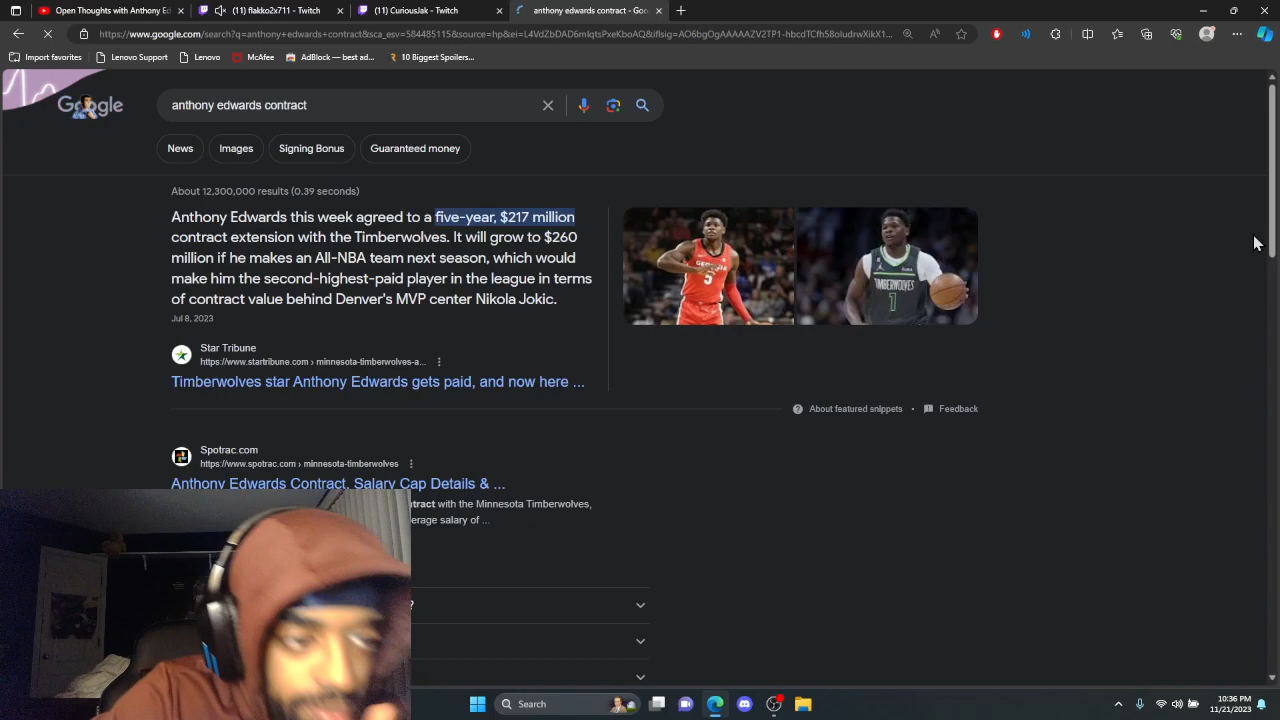 Open Thoughts with Anthony Ed
flakko2x711 - Twitch
(11) CuriousJak - Twitch
anthony edwards contract - Goo
Import favorites
Lenovo Support
Lenovo
McAfee
AdBlock — best ad...
10 Biggest Spoilers...
Google
anthony edwards contract
News
Images
Signing Bonus
Guaranteed money
About 12,300,000 results (0.39 seconds)
Anthony Edwards this week agreed to a five-year, $217 million
contract extension with the Timberwolves. It will grow to $260
million if he makes an All-NBA team next season, which would
make him the second-highest-paid player in the league in terms
of contract value behind Denver's MVP center Nikola Jokic.
Jul 8, 2023
GEORGIA
5
TIMBERWOLVES
1
Star Tribune
https://www.startribune.com › minnesota-timberwolves-a...
Timberwolves star Anthony Edwards gets paid, and now here ...
About featured snippets
•
Feedback
Spotrac.com
https://www.spotrac.com › minnesota-timberwolves
Anthony Edwards Contract, Salary Cap Details & ...
tract with the Minnesota Timberwolves,
erage salary of ...
?
Search
10:36 PM
11/21/2023